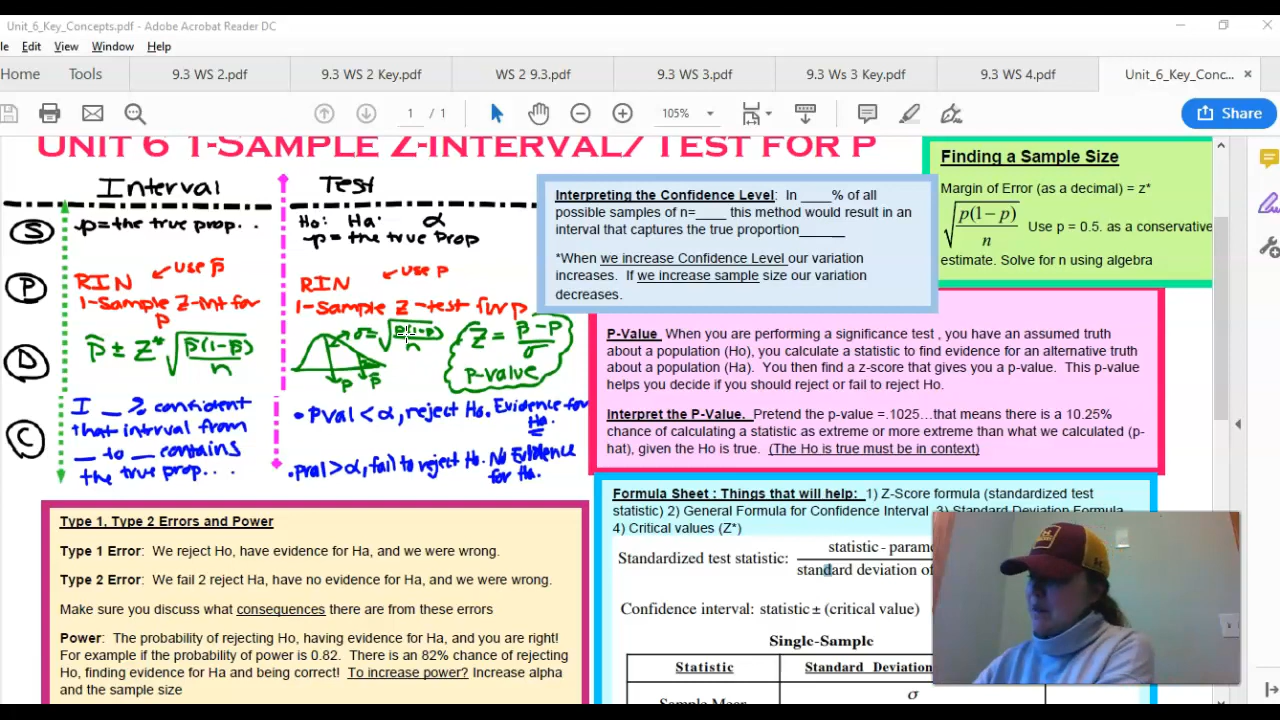 Unit_6_Key_Concepts.pdf - Adobe Acrobat Reader DC
le Edit View Window Help
Home Tools 9.3 WS 2.pdf 9.3 WS 2 Key.pdf WS 2 9.3.pdf 9.3 WS 3.pdf 9.3 Ws 3 Key.pdf 9.3 WS 4.pdf Unit_6_Key_Conc... ×
1 / 1 105% Share
UNIT 6 1-SAMPLE Z-INTERVAL/ TEST FOR P
Interval
S p=the true prop...
P RIN use p̂
1-Sample Z-Int for
p
D p̂ ± Z* √p̂(1-p̂)/n
C I __ % confident
that interval from
__ to __ contains
the true prop...
Test
Ho: Ha: α
p=the true prop
RIN use p
1-Sample Z-test for p
σ=√p(1-p)/n
p p̂
Z = p̂-p/σ
p-value
• Pval < α, reject Ho. Evidence for
Ha.
• Pval > α, fail to reject Ho. No Evidence
for Ha.
Interpreting the Confidence Level: In ____% of all
possible samples of n=____ this method would result in an
interval that captures the true proportion______
*When we increase Confidence Level our variation
increases. If we increase sample size our variation
decreases.
Finding a Sample Size
Margin of Error (as a decimal) = z*
√p(1−p)/n Use p = 0.5. as a conservative
estimate. Solve for n using algebra
P-Value When you are performing a significance test , you have an assumed truth
about a population (Ho), you calculate a statistic to find evidence for an alternative truth
about a population (Ha). You then find a z-score that gives you a p-value. This p-value
helps you decide if you should reject or fail to reject Ho.
Interpret the P-Value. Pretend the p-value =.1025…that means there is a 10.25%
chance of calculating a statistic as extreme or more extreme than what we calculated (p-
hat), given the Ho is true. (The Ho is true must be in context)
Type 1, Type 2 Errors and Power
Type 1 Error: We reject Ho, have evidence for Ha, and we were wrong.
Type 2 Error: We fail 2 reject Ha, have no evidence for Ha, and we were wrong.
Make sure you discuss what consequences there are from these errors
Power: The probability of rejecting Ho, having evidence for Ha, and you are right!
For example if the probability of power is 0.82. There is an 82% chance of rejecting
Ho, finding evidence for Ha and being correct! To increase power? Increase alpha
and the sample size
Formula Sheet : Things that will help: 1) Z-Score formula (standardized test
statistic) 2) General Formula for Confidence Interval 3) Standard Deviation Formula
4) Critical values (Z*)
Standardized test statistic: statistic - parame
standard deviation of
Confidence interval: statistic ± (critical value)
Single-Sample
Statistic Standard Deviation
Sample Mean σ